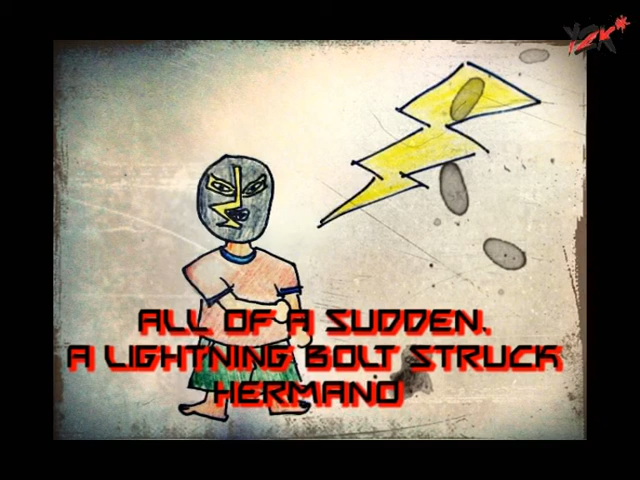 ALL OF A SUDDEN,
A LIGHTNING BOLT STRUCK
HERMANO